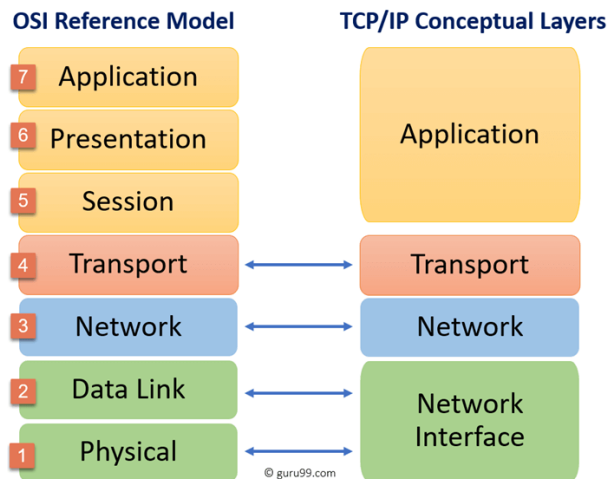 OSI Reference Model
TCP/IP Conceptual Layers
7 Application
6 Presentation
5 Session
Application
4 Transport
Transport
3 Network
Network
2 Data Link
1 Physical
Network
Interface
© guru99.com